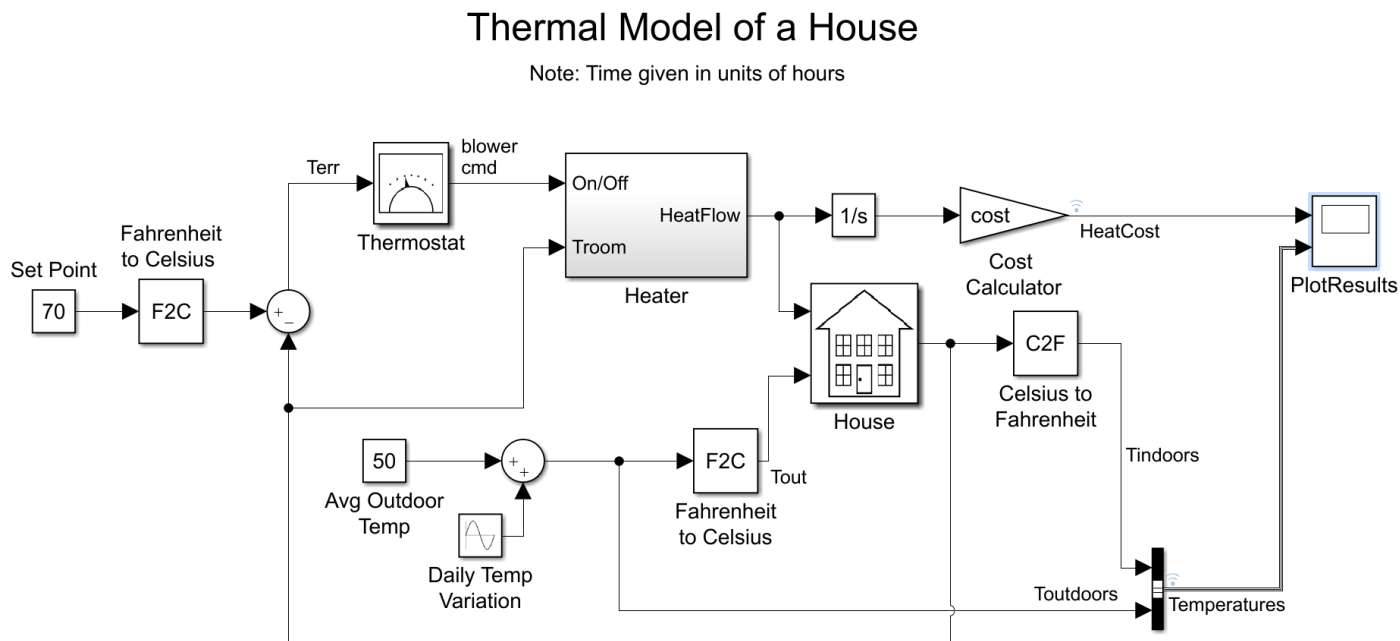 Thermal Model of a House
Note: Time given in units of hours
Set Point
70
Fahrenheit
to Celsius
F2C
+
−
Terr
Thermostat
blower
cmd
On/Off
Troom
HeatFlow
Heater
1/s
cost
Cost
Calculator
HeatCost
PlotResults
House
C2F
Celsius to
Fahrenheit
Tindoors
50
Avg Outdoor
Temp
+
+
Daily Temp
Variation
F2C
Fahrenheit
to Celsius
Tout
Toutdoors
Temperatures